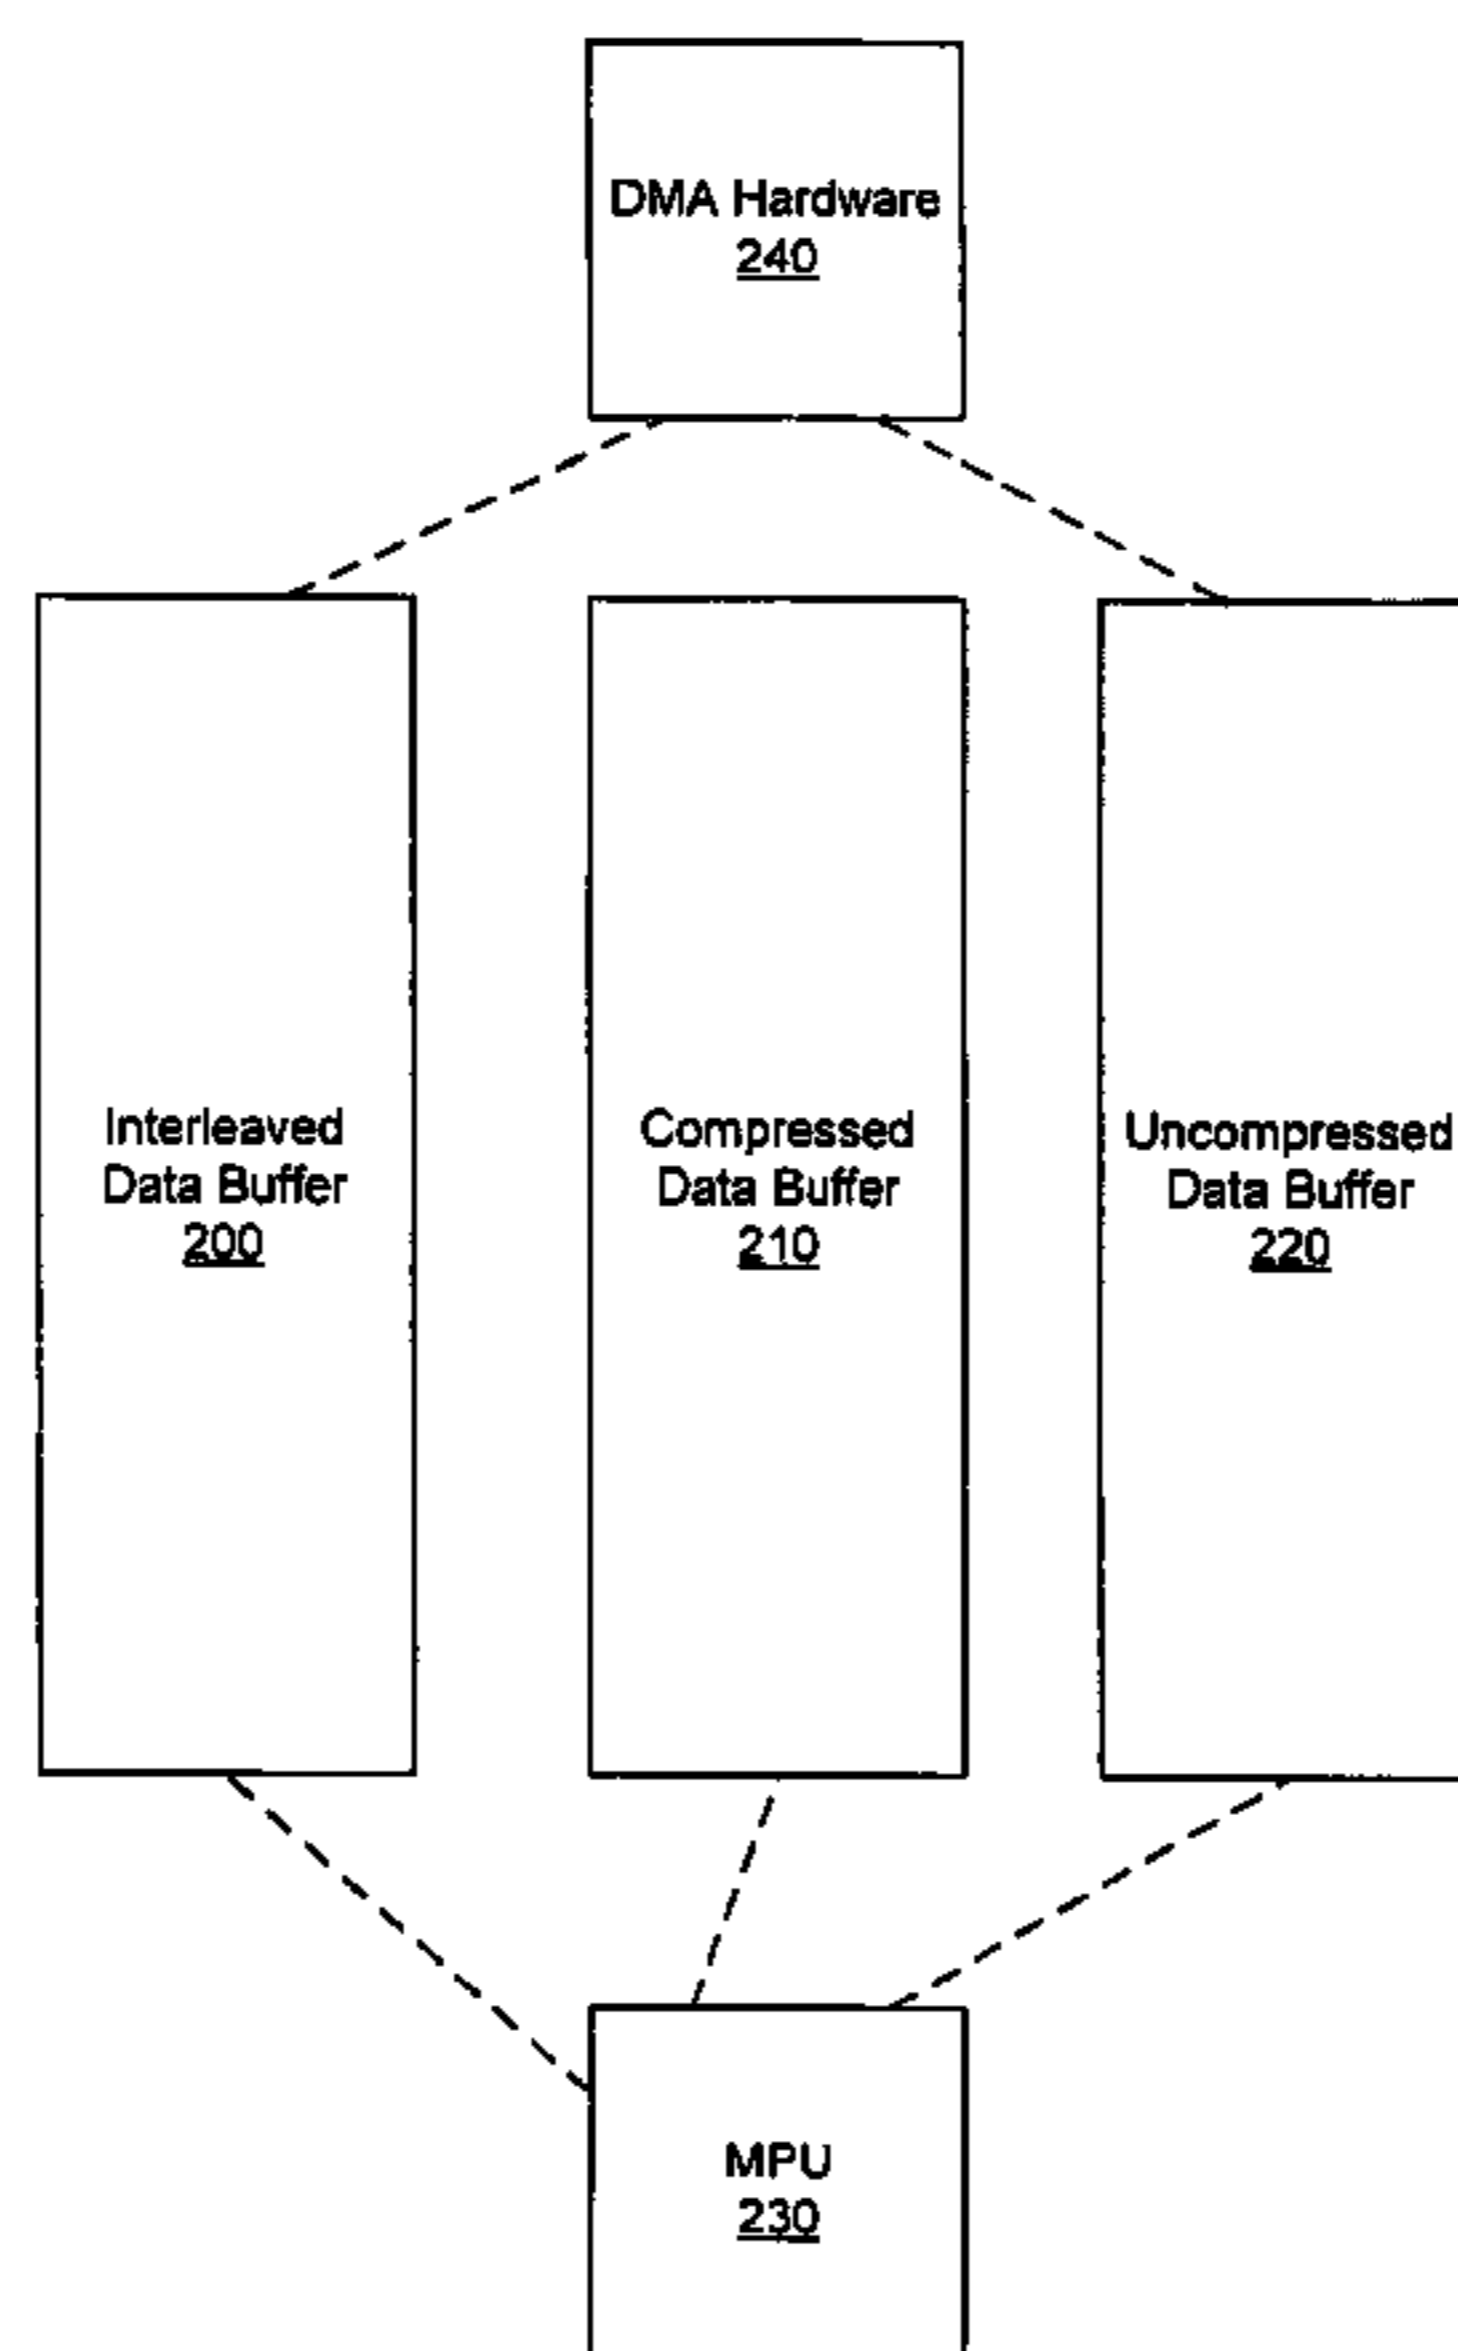 DMA Hardware
240
Interleaved
Data Buffer
200
Compressed
Data Buffer
210
Uncompressed
Data Buffer
220
MPU
230